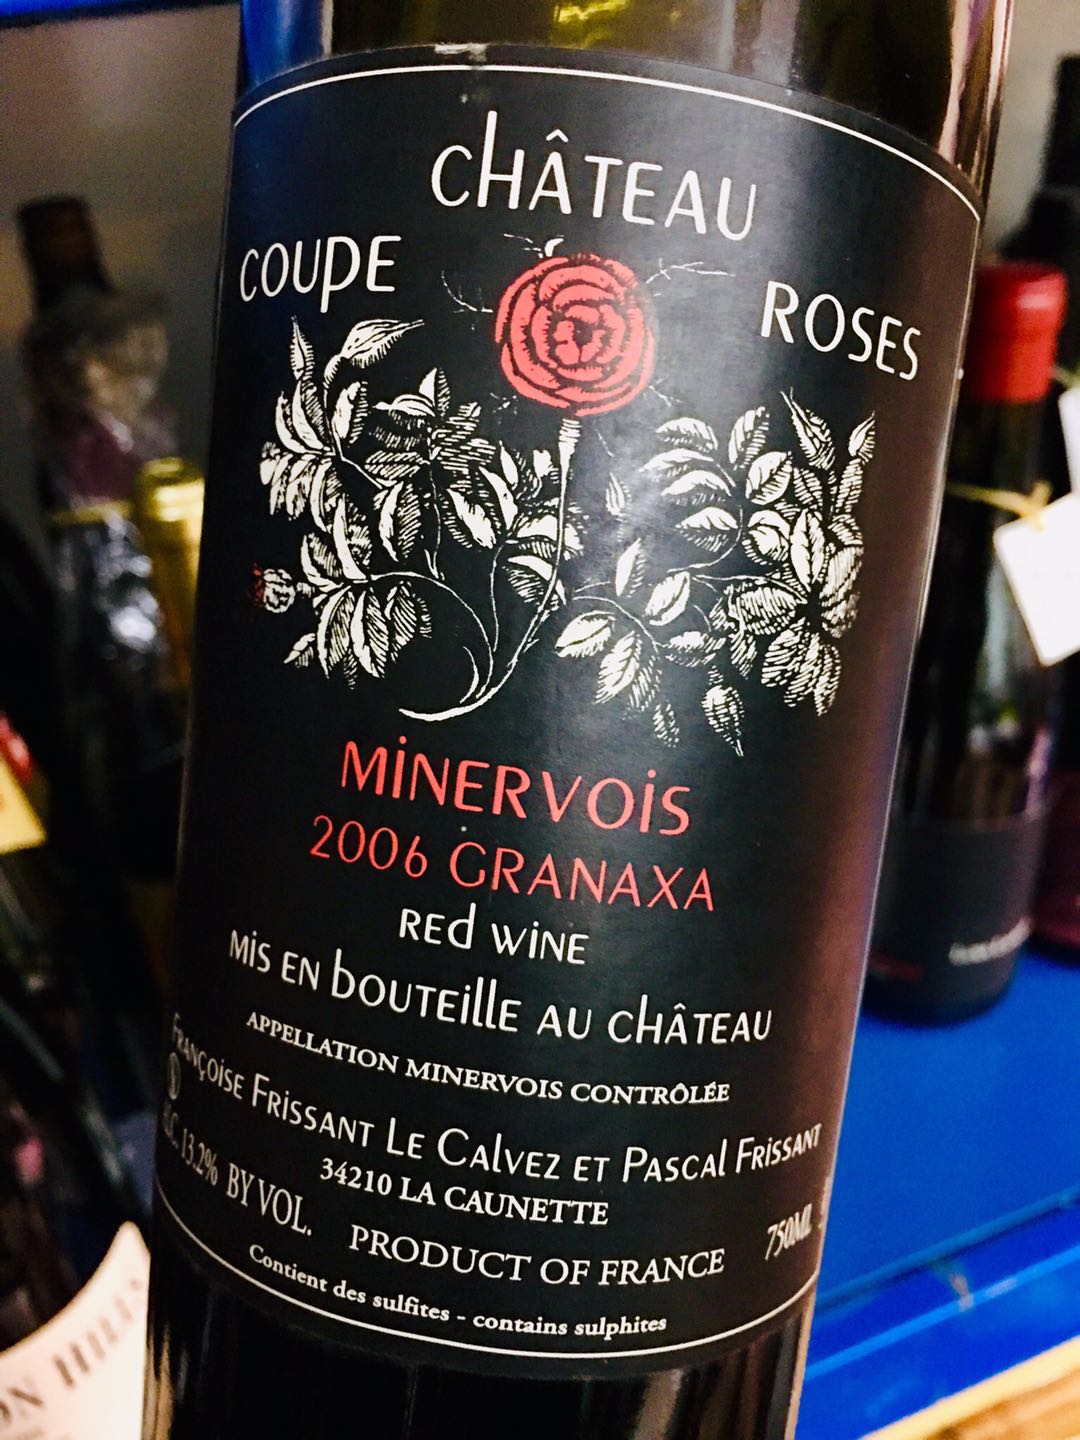 CHÂTEAU
COUPE ROSES
MINERVOIS
2006 GRANAXA
RED WINE
MIS EN BOUTEILLE AU CHÂTEAU
APPELLATION MINERVOIS CONTRÔLÉE
FRANÇOISE FRISSANT LE CALVEZ ET PASCAL FRISSANT
34210 LA CAUNETTE
ALC. 13.2% BY VOL. 750ML
PRODUCT OF FRANCE
Contient des sulfites - contains sulphites